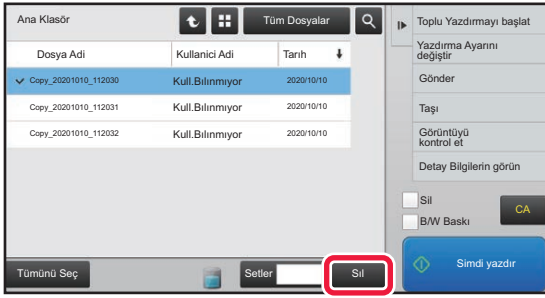 Ana Klasör
Tüm Dosyalar
Dosya Adi Kullanici Adi Tarıh
Copy_20201010_112030 Kull.Bılınmıyor 2020/10/10
Copy_20201010_112031 Kull.Bılınmıyor 2020/10/10
Copy_20201010_112032 Kull.Bılınmıyor 2020/10/10
Tümünü Seç
Setler
Sıl
Toplu Yazdırmayı başlat
Yazdırma Ayarını
değiştir
Gönder
Taşı
Görüntüyü
kontrol et
Detay Bilgilerin görün
Sil
B/W Baskı
CA
Simdi yazdır